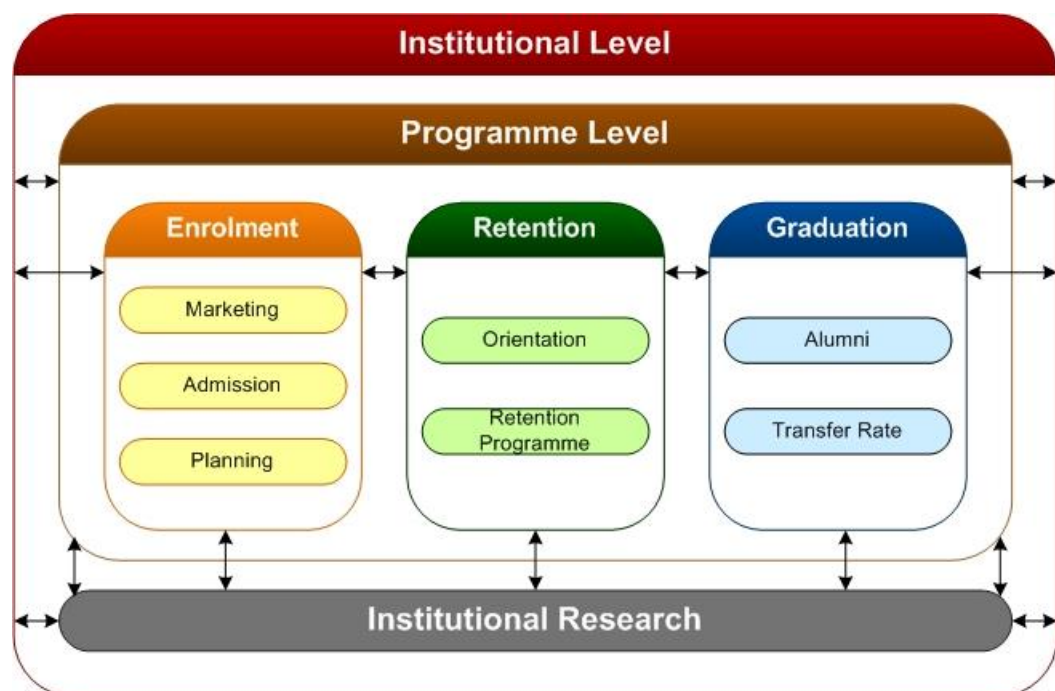 Institutional Level
Programme Level
Enrolment
Marketing
Admission
Planning
Retention
Orientation
Retention
Programme
Graduation
Alumni
Transfer Rate
Institutional Research